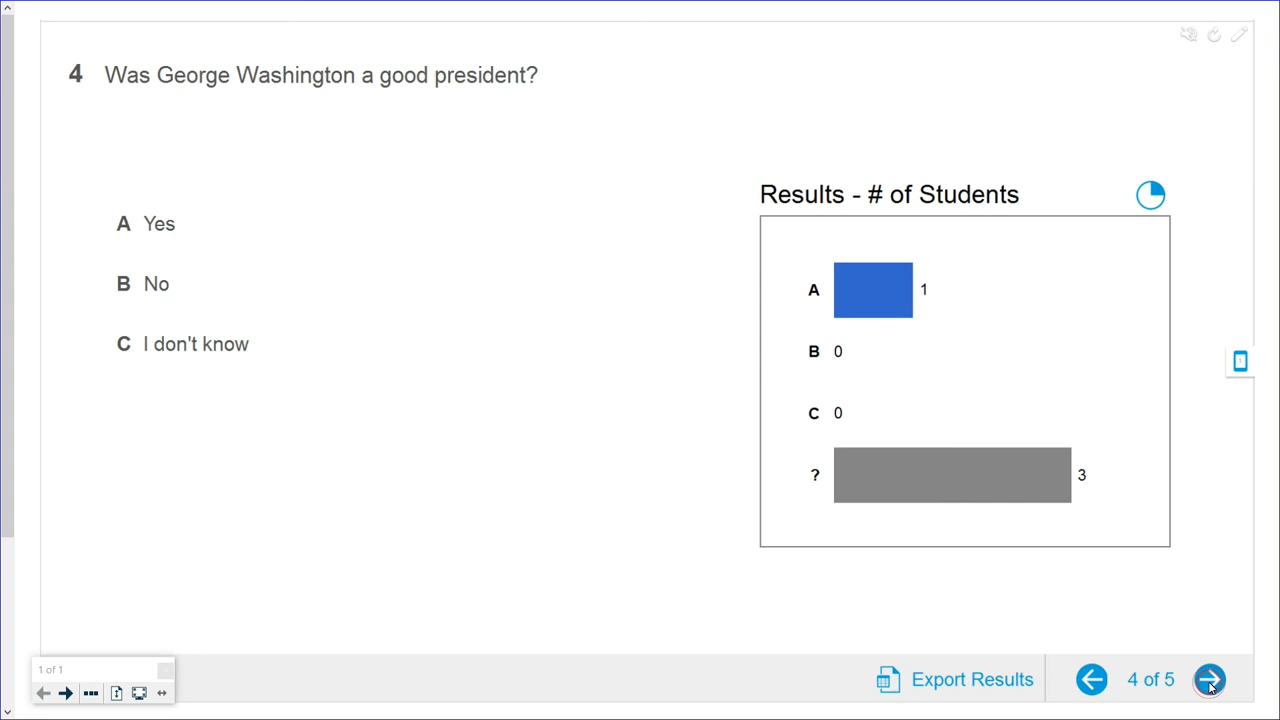 4 Was George Washington a good president?
A Yes
B No
C I don't know
Results - # of Students
A 1
B 0
C 0
? 3
1
1 of 1
Export Results
4 of 5